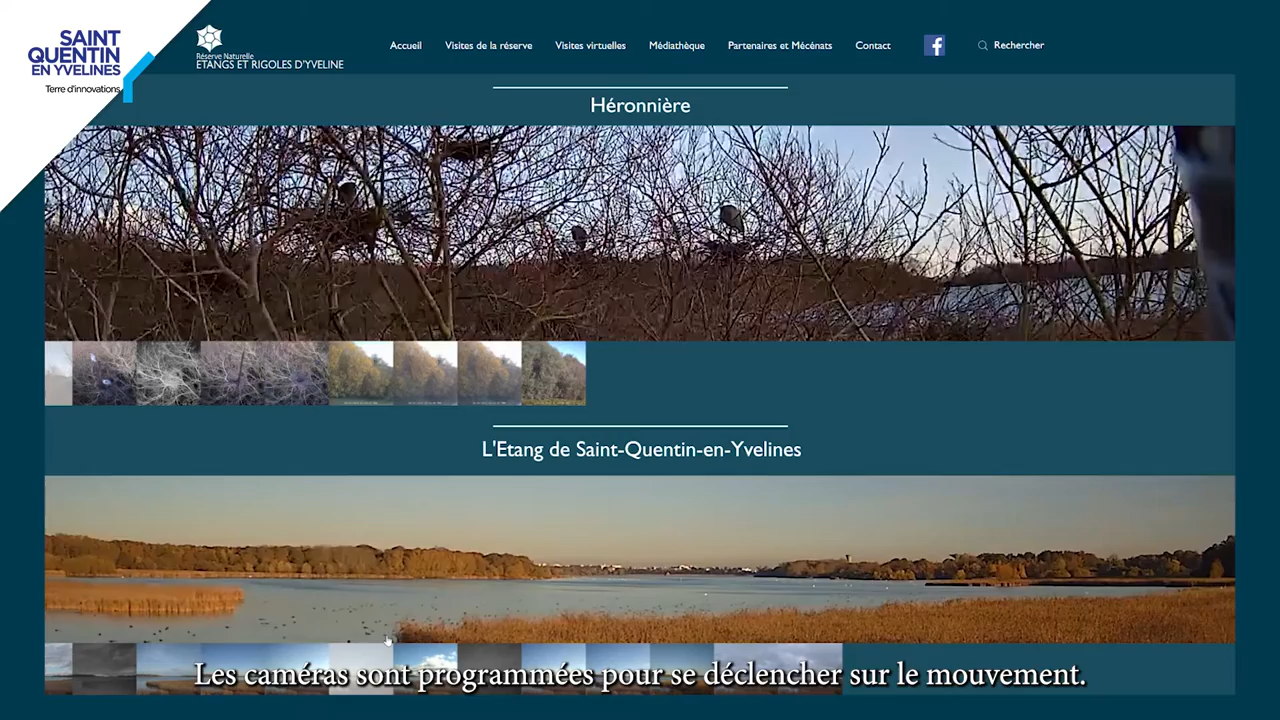 SAINT
QUENTIN
EN YVELINES
Terre d'innovations
Réserve Naturelle
ETANGS ET RIGOLES D'YVELINE
Accueil
Visites de la réserve
Visites virtuelles
Médiathèque
Partenaires et Mécénats
Contact
f
Rechercher
Héronnière
L'Etang de Saint-Quentin-en-Yvelines
Les caméras sont programmées pour se déclencher sur le mouvement.